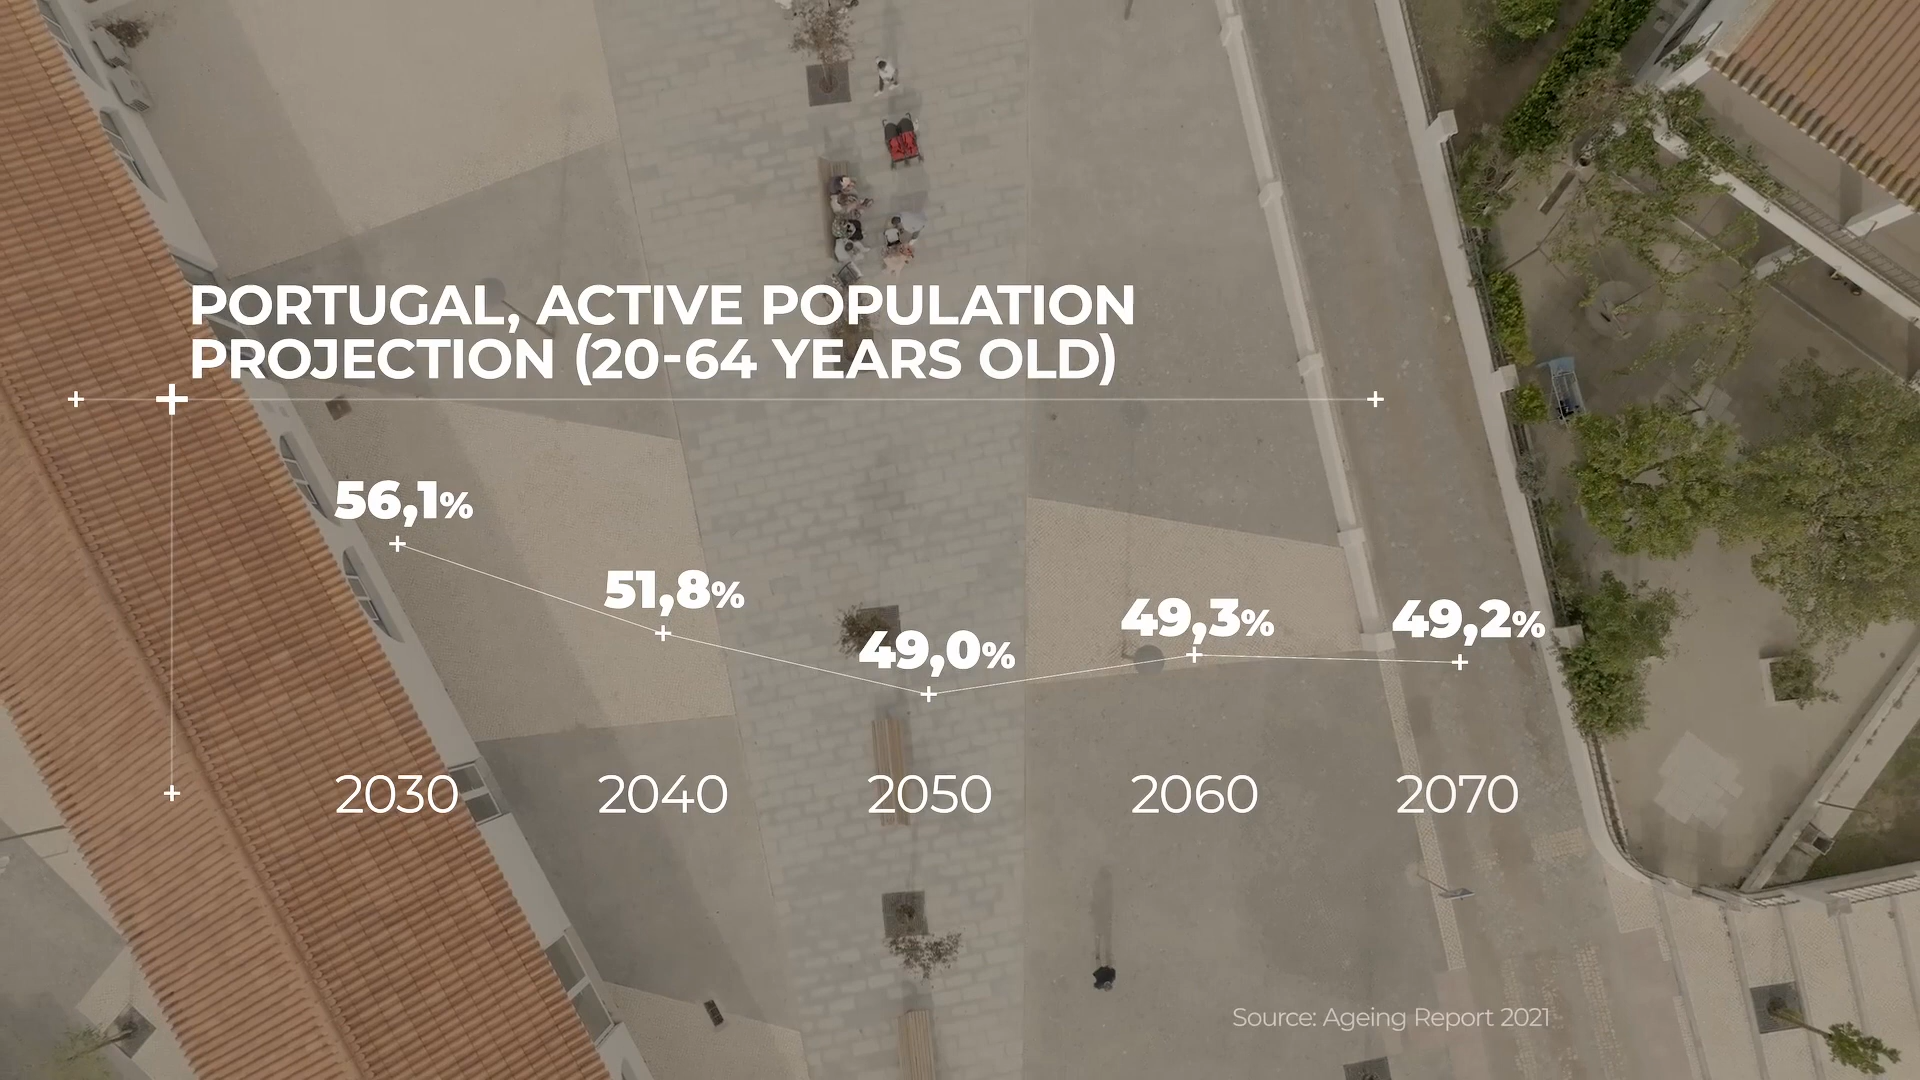 PORTUGAL, ACTIVE POPULATION
PROJECTION (20-64 YEARS OLD)
56,1%
51,8%
49,0%
49,3%
49,2%
2030 2040 2050 2060 2070
Source: Ageing Report 2021